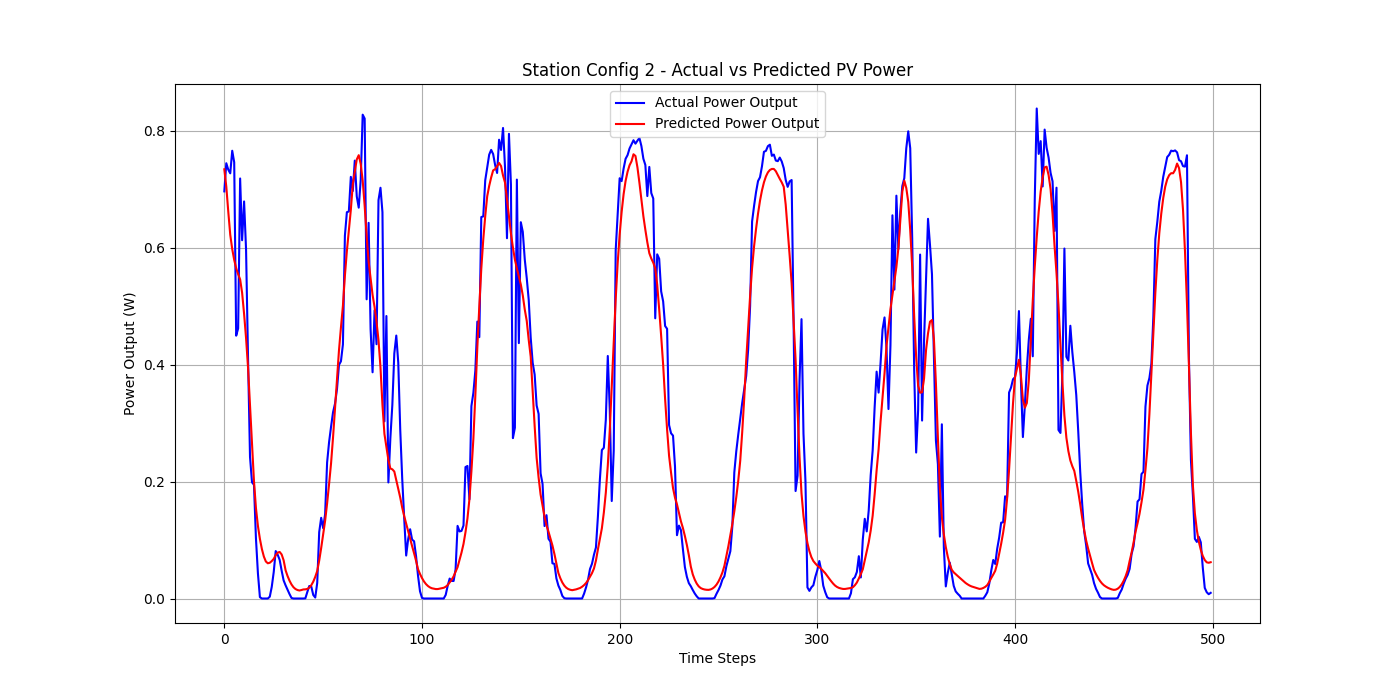 Station Config 2 - Actual vs Predicted PV Power
Actual Power Output
Predicted Power Output
Power Output (W)
0.8
0.6
0.4
0.2
0.0
0 100 200 300 400 500
Time Steps